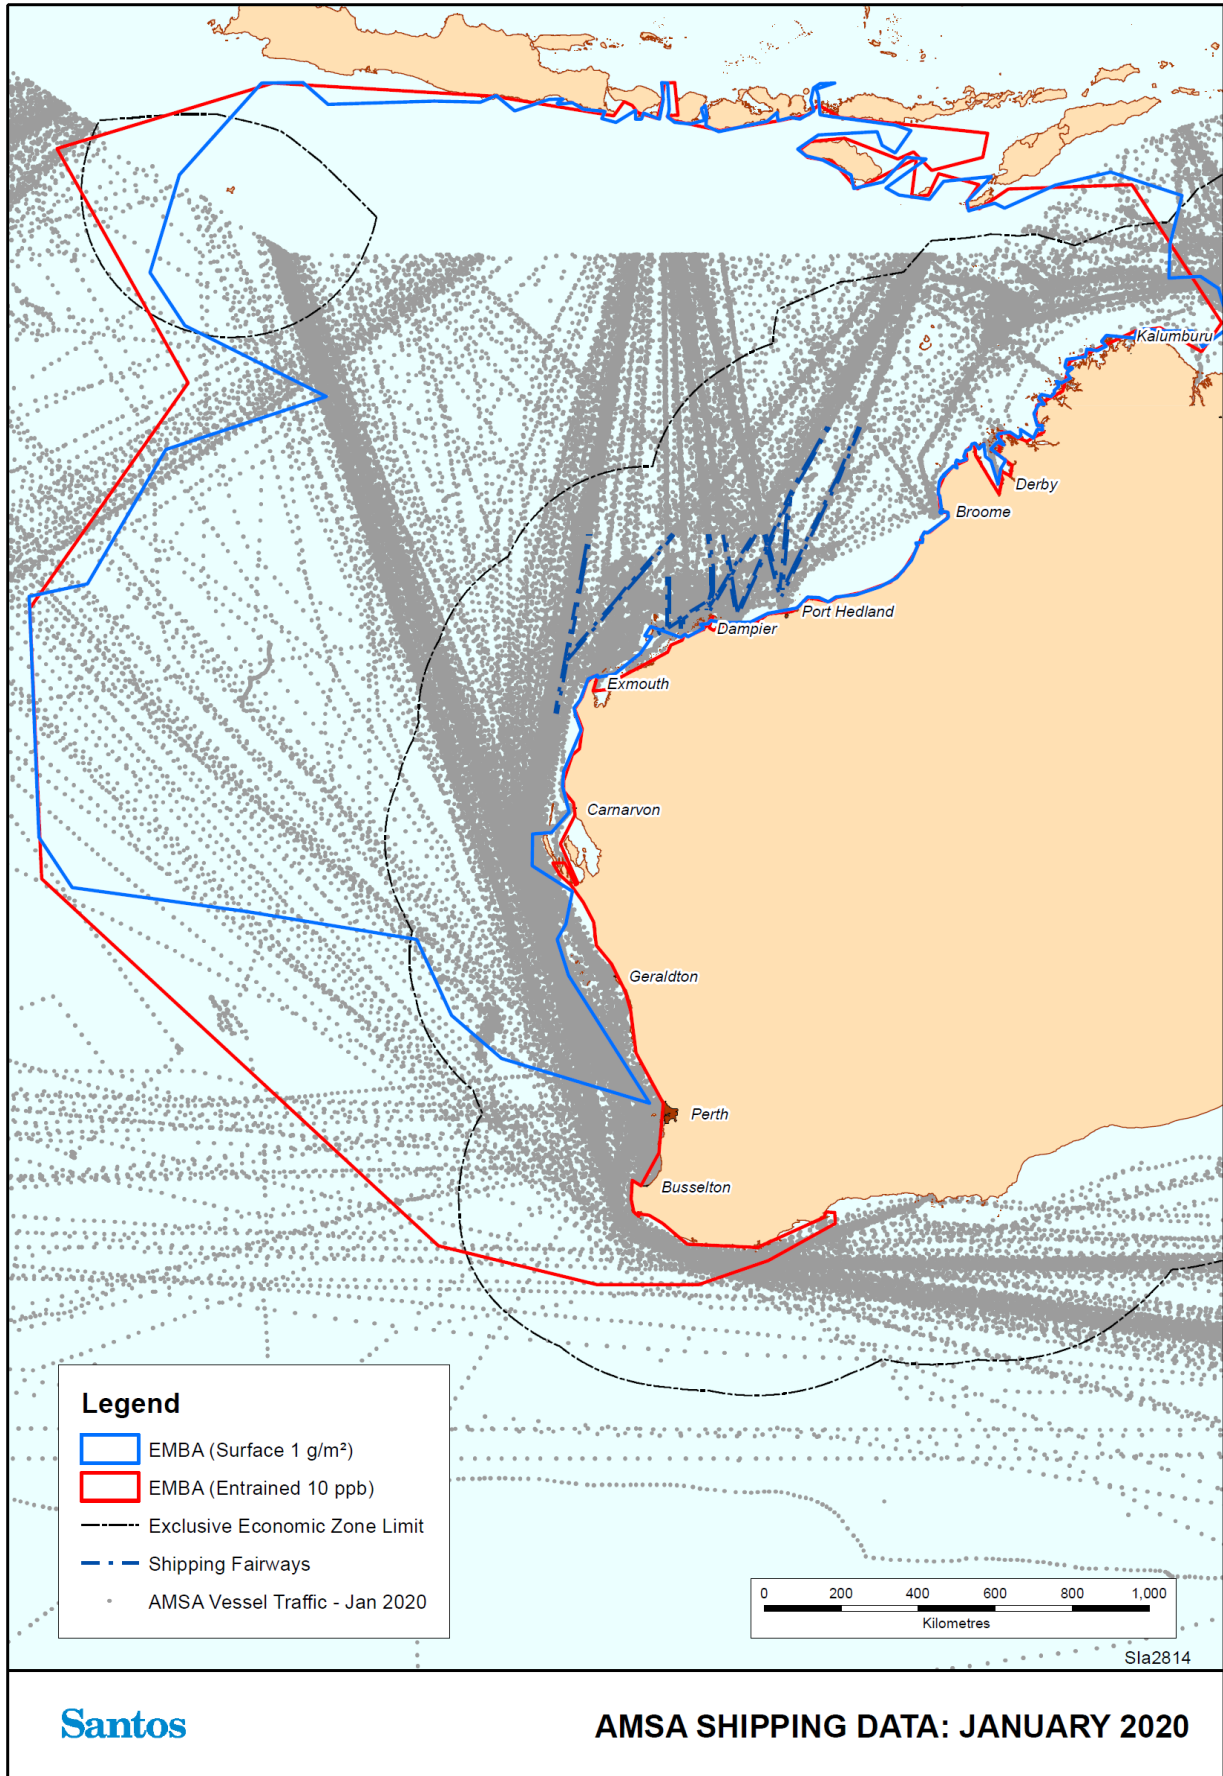 Kalumburu
Derby
Broome
Port Hedland
Dampier
Exmouth
Carnarvon
Geraldton
Perth
Busselton
Legend
EMBA (Surface 1 g/m²)
EMBA (Entrained 10 ppb)
Exclusive Economic Zone Limit
Shipping Fairways
AMSA Vessel Traffic - Jan 2020
0 200 400 600 800 1,000
Kilometres
Sla2814
Santos
AMSA SHIPPING DATA: JANUARY 2020